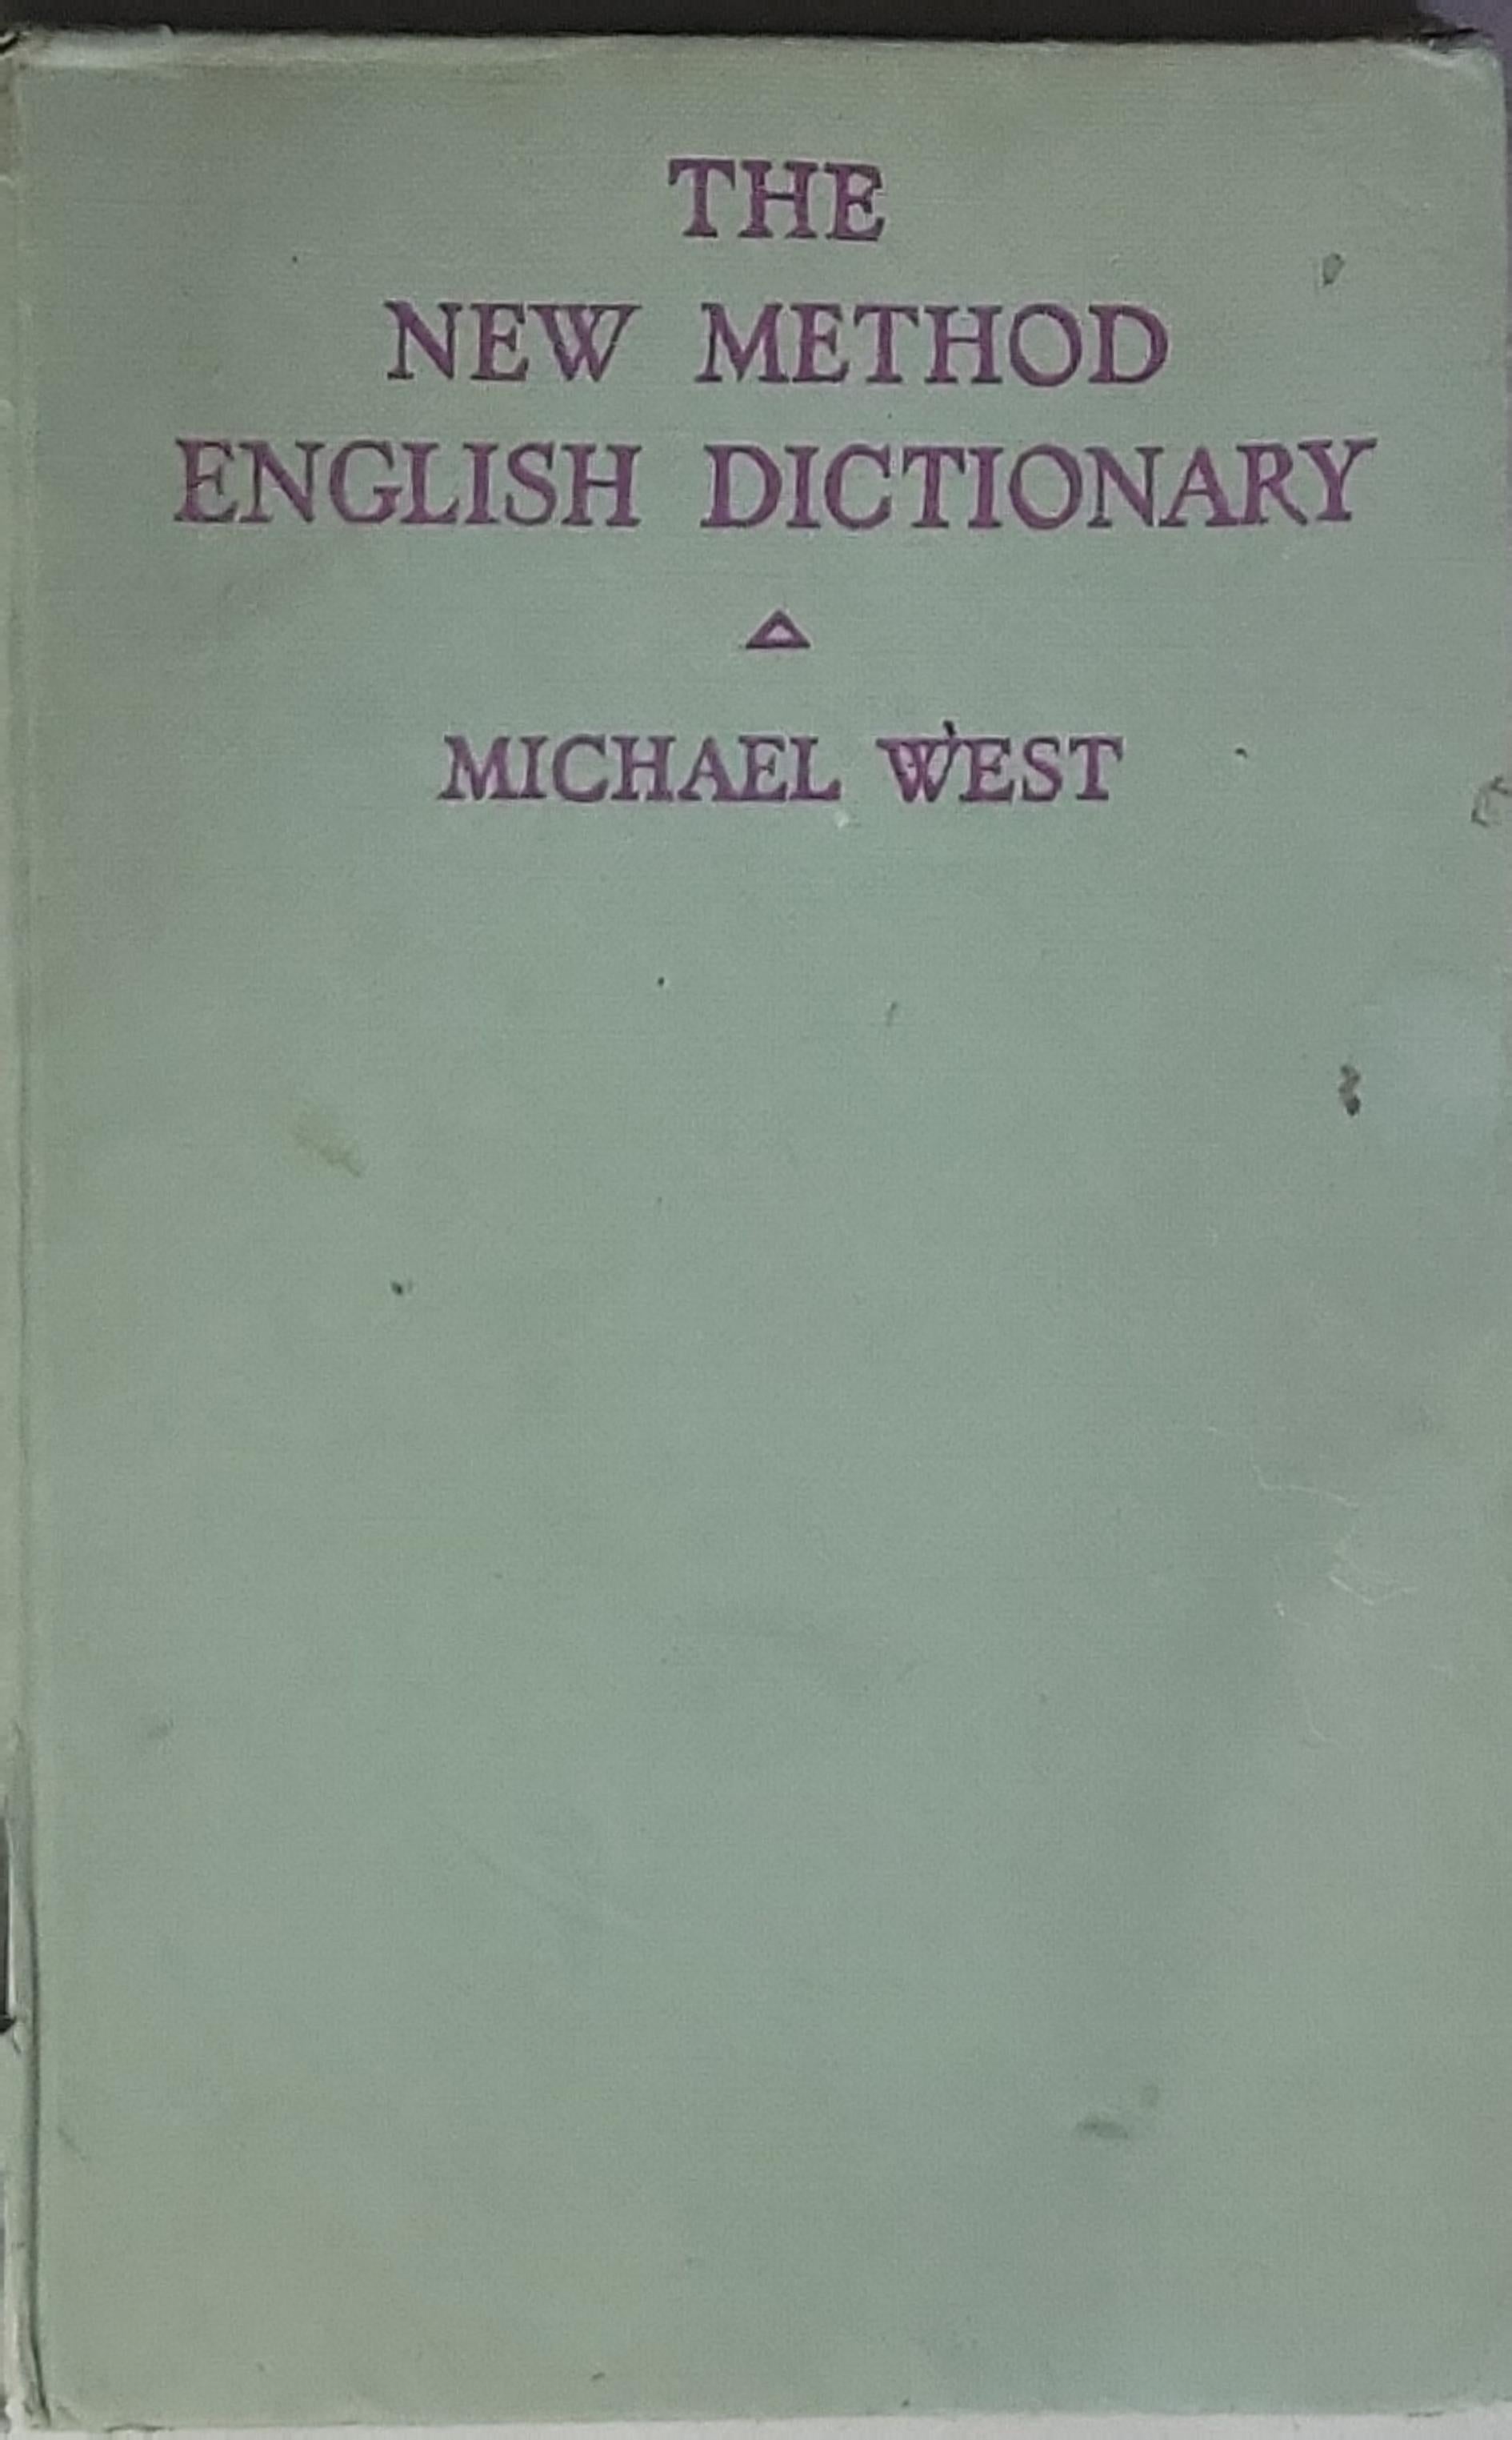 THE
NEW METHOD
ENGLISH DICTIONARY
MICHAEL WEST